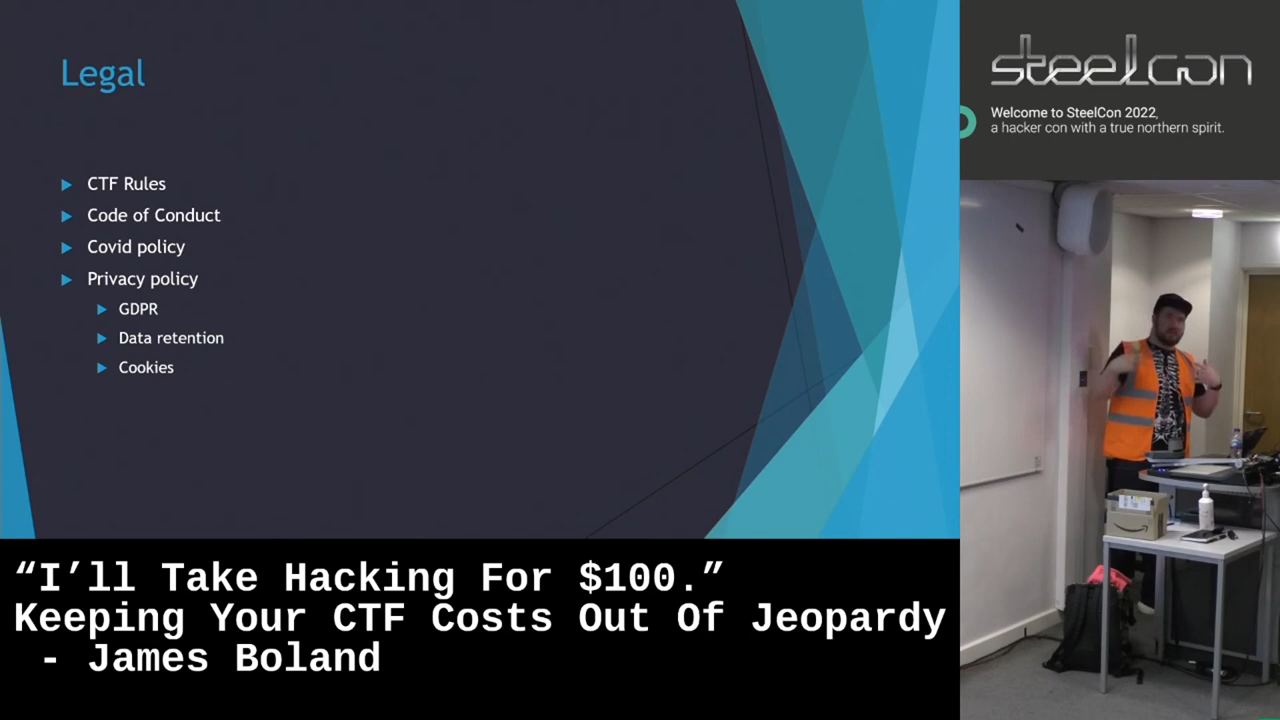 Legal
CTF Rules
Code of Conduct
Covid policy
Privacy policy
GDPR
Data retention
Cookies
steelcon
Welcome to SteelCon 2022,
a hacker con with a true northern spirit.
“I’ll Take Hacking For $100.”
Keeping Your CTF Costs Out Of Jeopardy
- James Boland